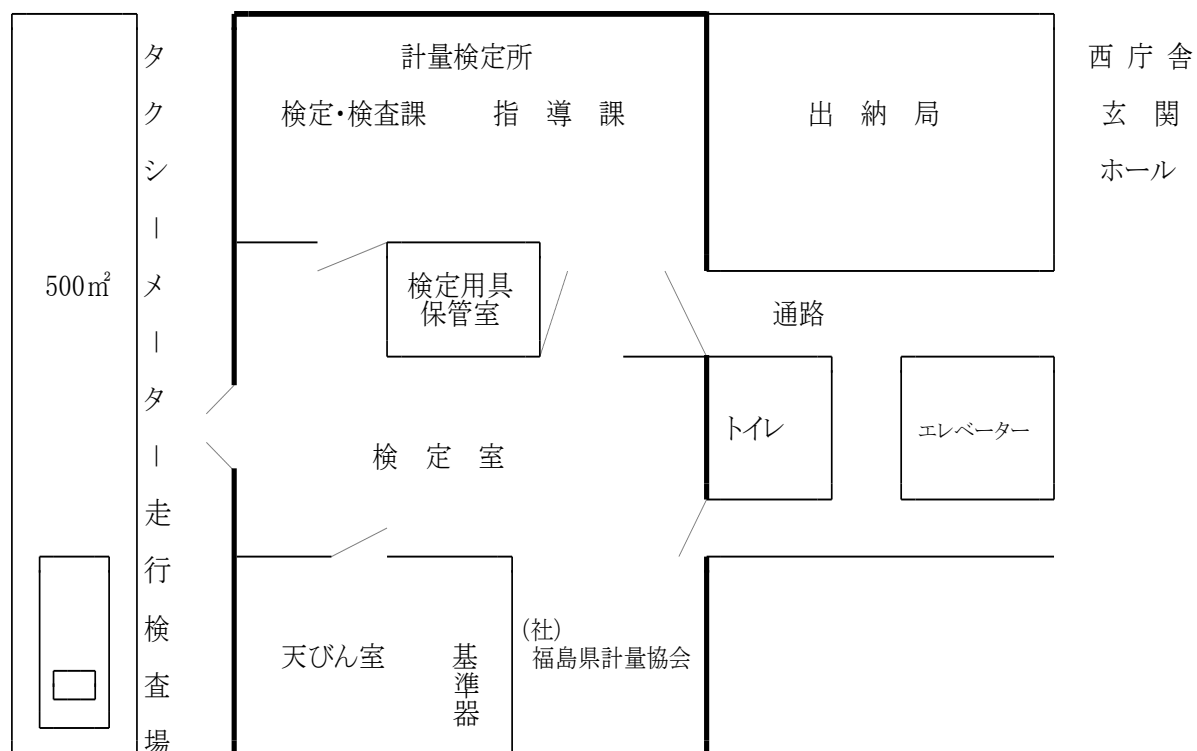 計量検定所
検定・検査課 指導課
出納局
西庁舎
玄関
ホール
タクシーメーター走行検査場
500㎡
検定用具
保管室
通路
トイレ
エレベーター
検定室
天びん室
基準器
(社)
福島県計量協会